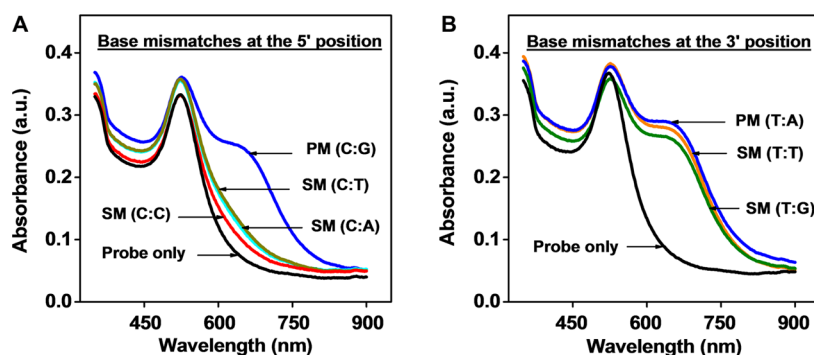 A
Base mismatches at the 5' position
0.4
0.3
0.2
0.1
0.0
Absorbance (a.u.)
PM (C:G)
SM (C:T)
SM (C:C)
SM (C:A)
Probe only
450 600 750 900
Wavelength (nm)
B
Base mismatches at the 3' position
0.4
0.3
0.2
0.1
0.0
Absorbance (a.u.)
PM (T:A)
SM (T:T)
SM (T:G)
Probe only
450 600 750 900
Wavelength (nm)